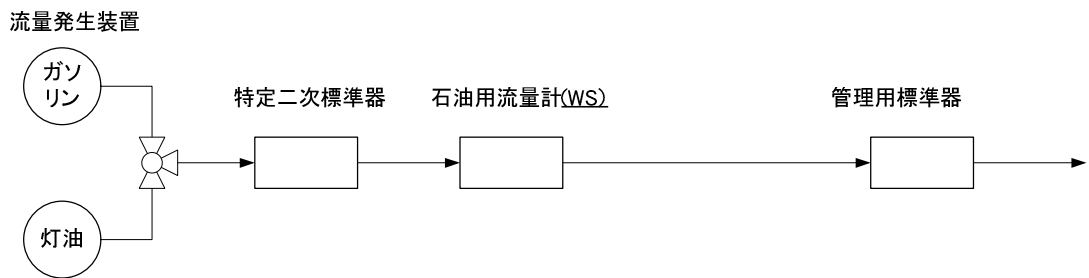 流量発生装置
ガソ
リン
特定二次標準器
石油用流量計(WS)
管理用標準器
灯油